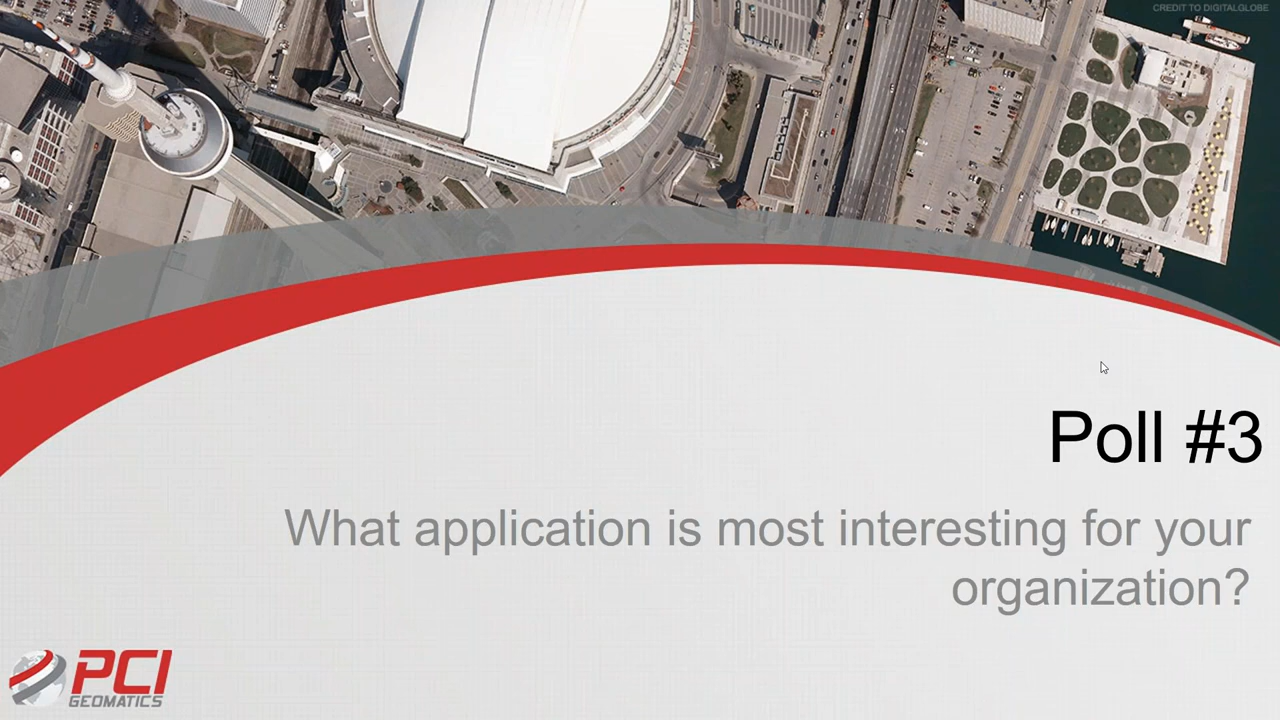 CREDIT TO DIGITALGLOBE
Poll #3
What application is most interesting for your
organization?
PCI
GEOMATICS